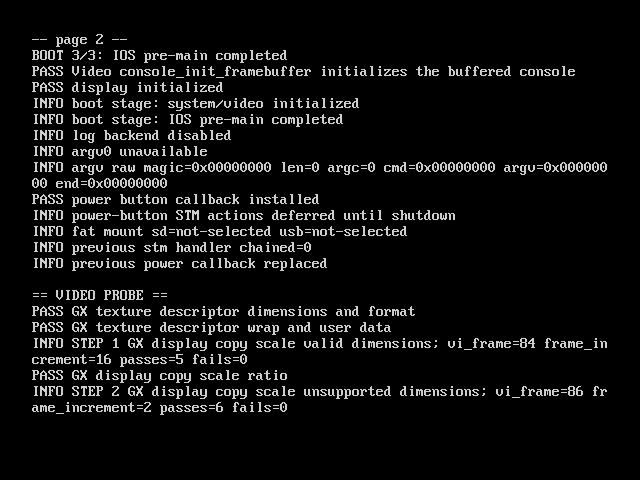 -- page 2 --
BOOT 3/3: IOS pre-main completed
PASS Video console_init_framebuffer initializes the buffered console
PASS display initialized
INFO boot stage: system/video initialized
INFO boot stage: IOS pre-main completed
INFO log backend disabled
INFO argv0 unavailable
INFO argv raw magic=0x00000000 len=0 argc=0 cmd=0x00000000 argv=0x000000
00 end=0x00000000
PASS power button callback installed
INFO power-button STM actions deferred until shutdown
INFO fat mount sd=not-selected usb=not-selected
INFO previous stm handler chained=0
INFO previous power callback replaced
== VIDEO PROBE ==
PASS GX texture descriptor dimensions and format
PASS GX texture descriptor wrap and user data
INFO STEP 1 GX display copy scale valid dimensions; vi_frame=84 frame_in
crement=16 passes=5 fails=0
PASS GX display copy scale ratio
INFO STEP 2 GX display copy scale unsupported dimensions; vi_frame=86 fr
ame_increment=2 passes=6 fails=0